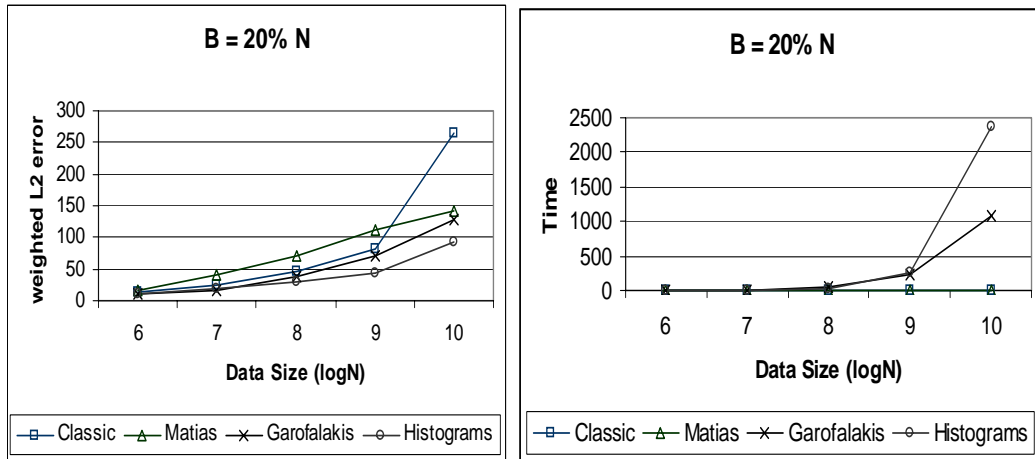 B = 20% N
weighted L2 error
300
250
200
150
100
50
0
6 7 8 9 10
Data Size (logN)
Classic Matias Garofalakis Histograms
B = 20% N
Time
2500
2000
1500
1000
500
0
6 7 8 9 10
Data Size (logN)
Classic Matias Garofalakis Histograms